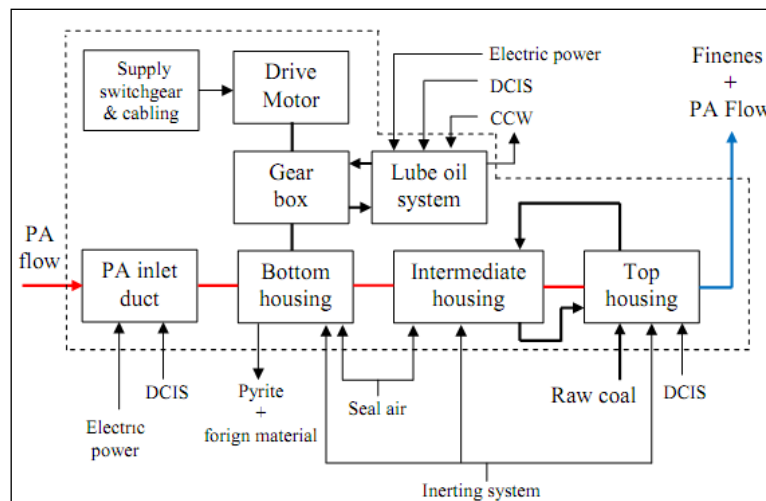 Supply
switchgear
& cabling
Drive
Motor
Electric power
DCIS
CCW
Finenes
+
PA Flow
Gear
box
Lube oil
system
PA
flow
PA inlet
duct
Bottom
housing
Intermediate
housing
Top
housing
DCIS
Electric
power
Pyrite
+
forign material
Seal air
Raw coal
DCIS
Inerting system